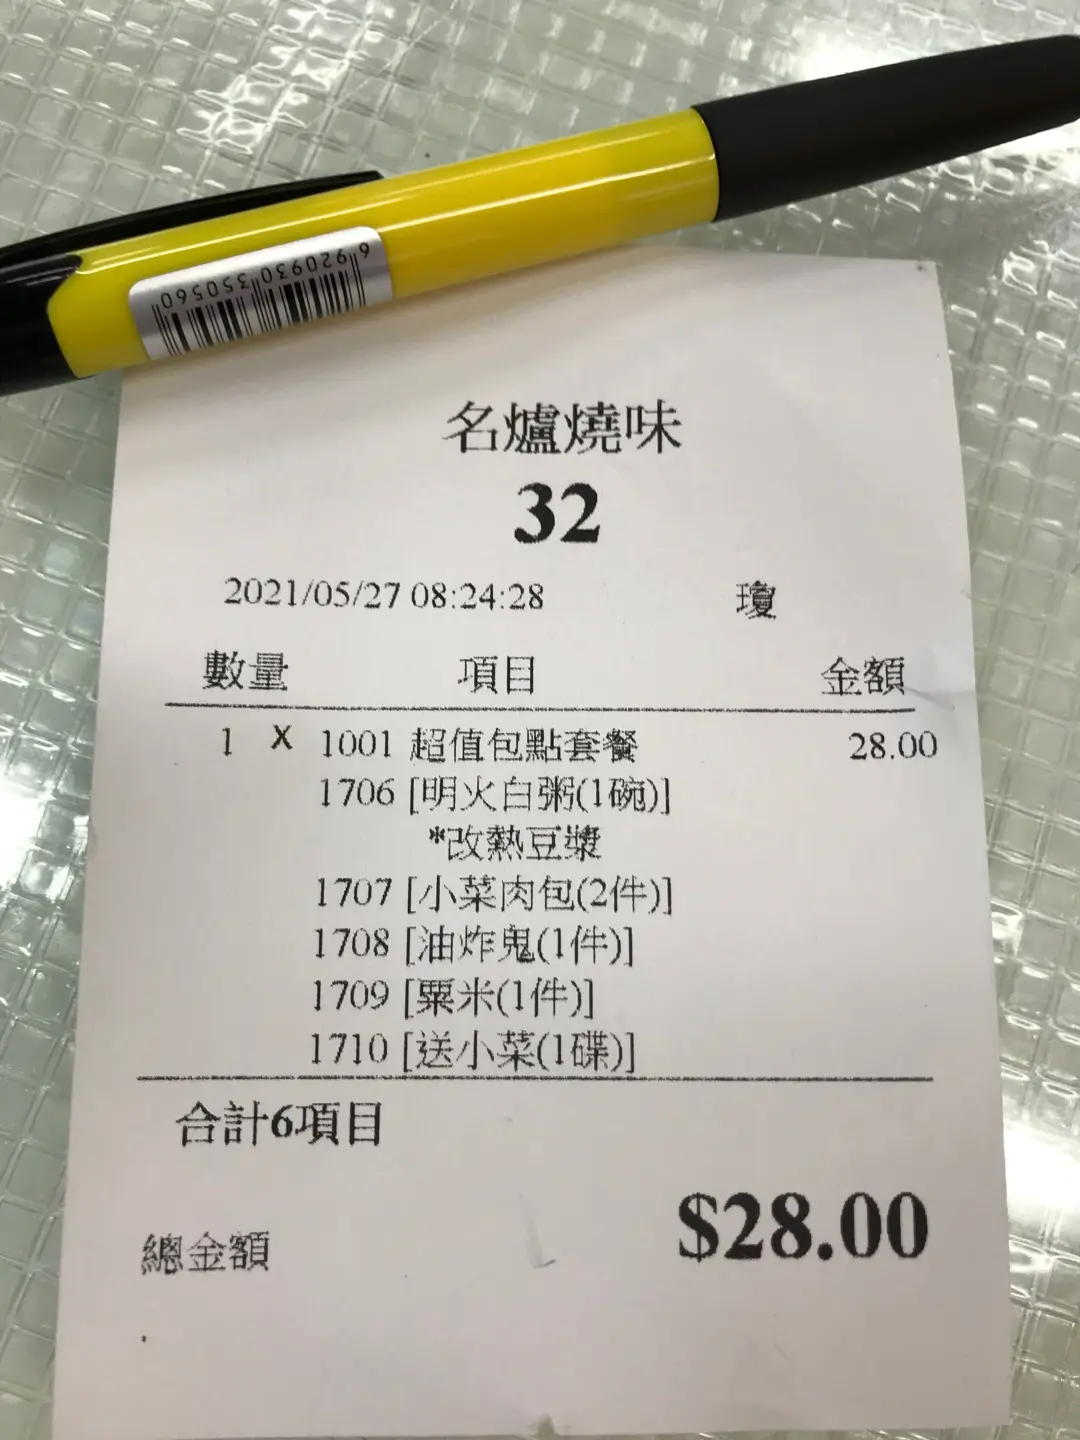 6 920930 350560
名爐燒味
32
2021/05/27 08:24:28 瓊
數量 項目 金額
1 X 1001 超值包點套餐 28.00
1706 [明火白粥(1碗)]
*改熱豆漿
1707 [小菜肉包(2件)]
1708 [油炸鬼(1件)]
1709 [粟米(1件)]
1710 [送小菜(1碟)]
合計6項目
總金額 $28.00
.